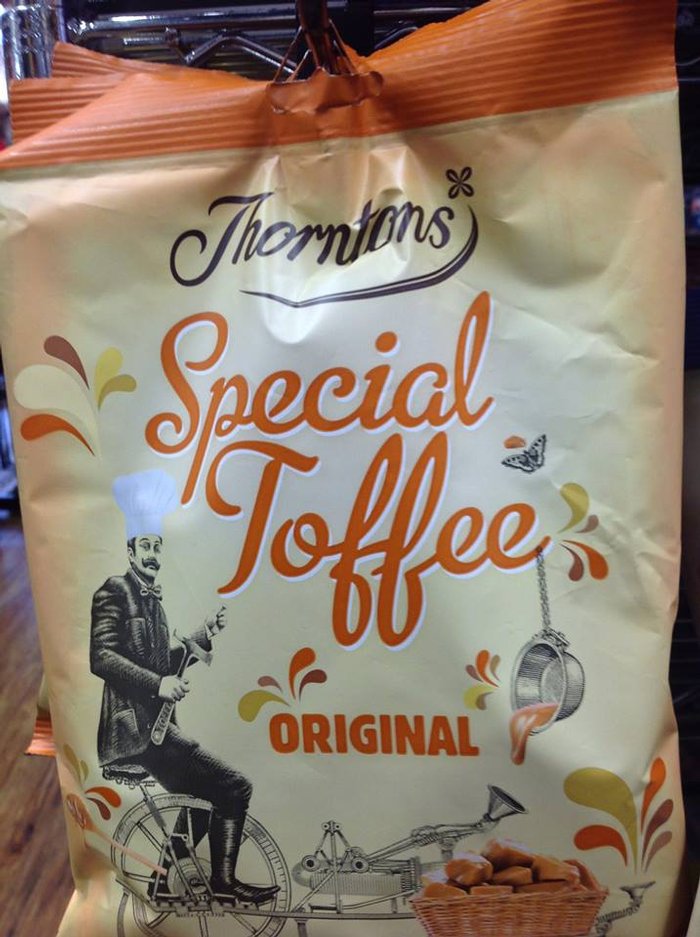 Thorntons
Special
Toffee
ORIGINAL